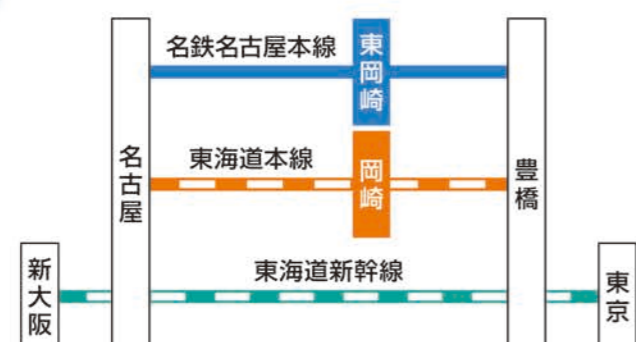 名鉄名古屋本線
東岡崎
名古屋
東海道本線
岡崎
豊橋
新大阪
東海道新幹線
東京